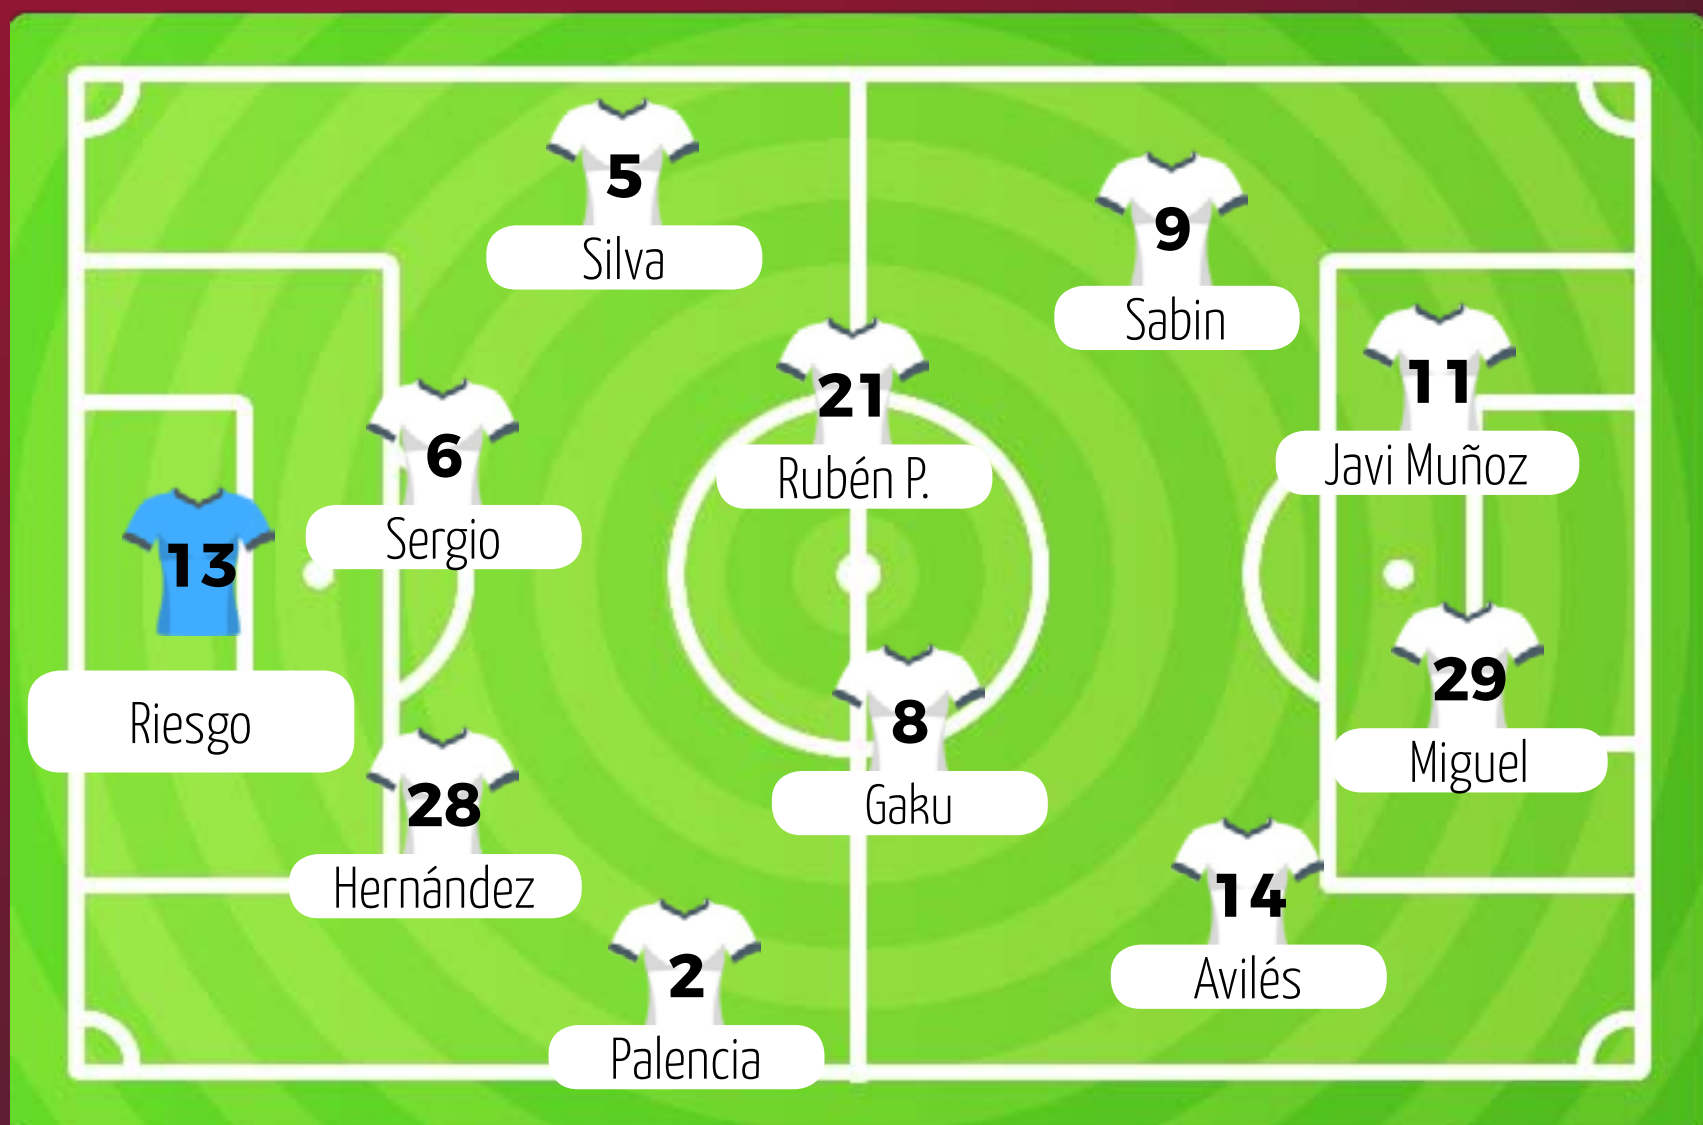 5
Silva
9
Sabin
21
Rubén P.
11
Javi Muñoz
6
Sergio
13
Riesgo
8
Gaku
29
Miguel
28
Hernández
14
Avilés
2
Palencia